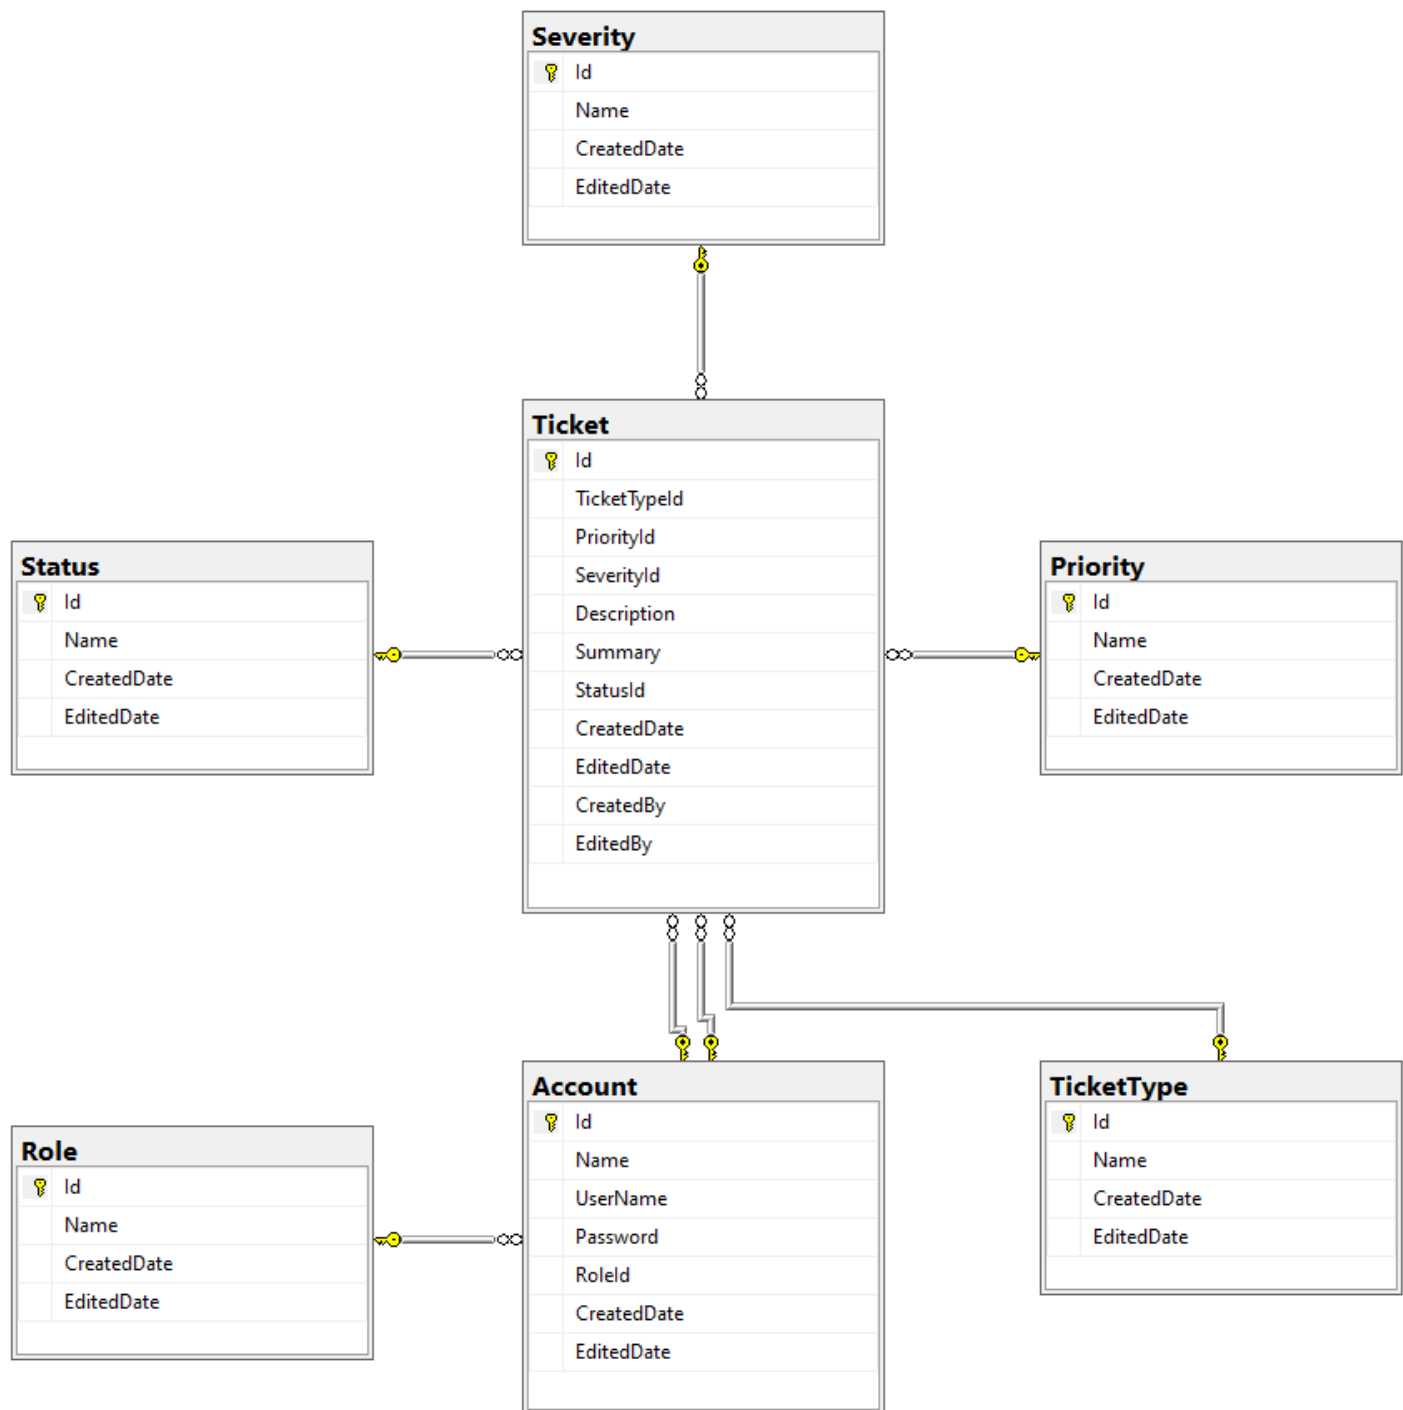 Severity
Id
Name
CreatedDate
EditedDate
Ticket
Id
TicketTypeId
PriorityId
SeverityId
Description
Summary
StatusId
CreatedDate
EditedDate
CreatedBy
EditedBy
Status
Id
Name
CreatedDate
EditedDate
Priority
Id
Name
CreatedDate
EditedDate
Account
Id
Name
UserName
Password
RoleId
CreatedDate
EditedDate
TicketType
Id
Name
CreatedDate
EditedDate
Role
Id
Name
CreatedDate
EditedDate